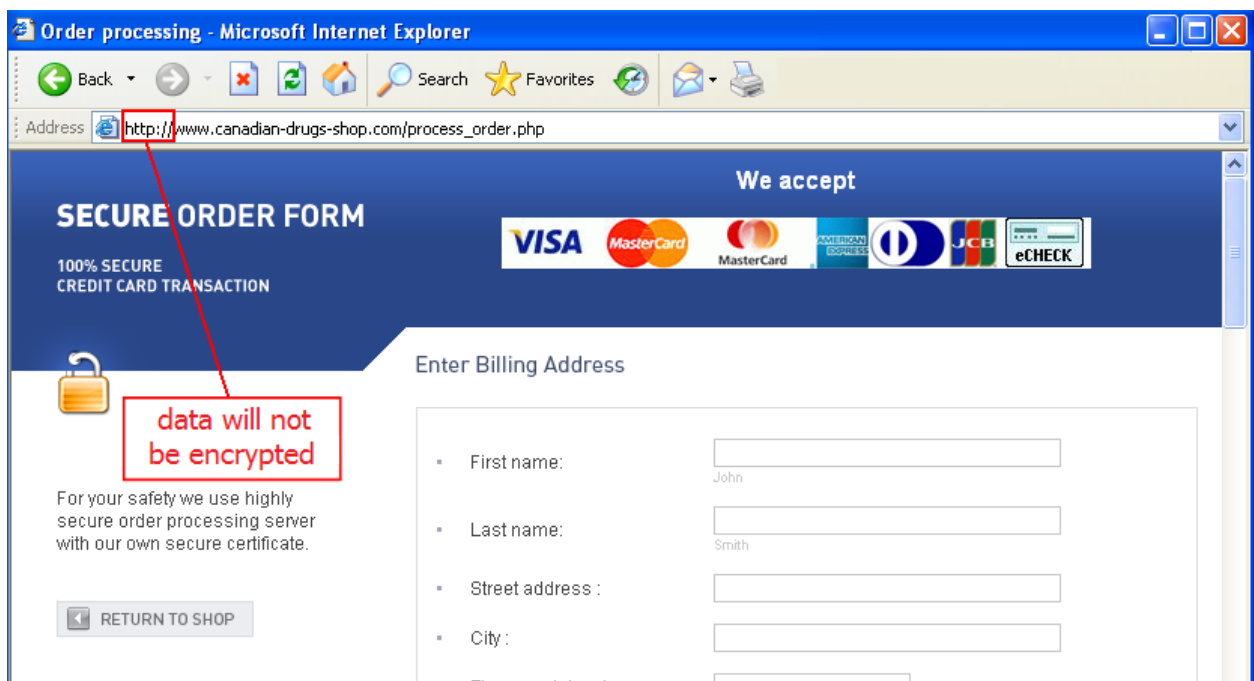 Order processing - Microsoft Internet Explorer
Back Search Favorites
Address http://www.canadian-drugs-shop.com/process_order.php
We accept
SECURE ORDER FORM
VISA MasterCard MasterCard AMERICAN EXPRESS JCB eCHECK
100% SECURE
CREDIT CARD TRANSACTION
Enter Billing Address
data will not
be encrypted
First name:
John
For your safety we use highly
secure order processing server
with our own secure certificate.
Last name:
Smith
Street address :
RETURN TO SHOP
City :